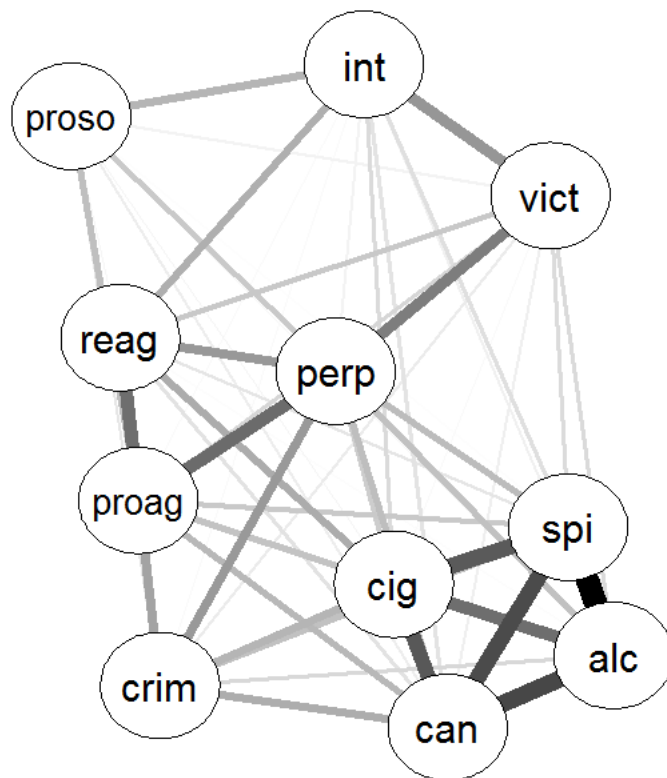 int
proso
vict
reag
perp
proag
spi
cig
alc
crim
can